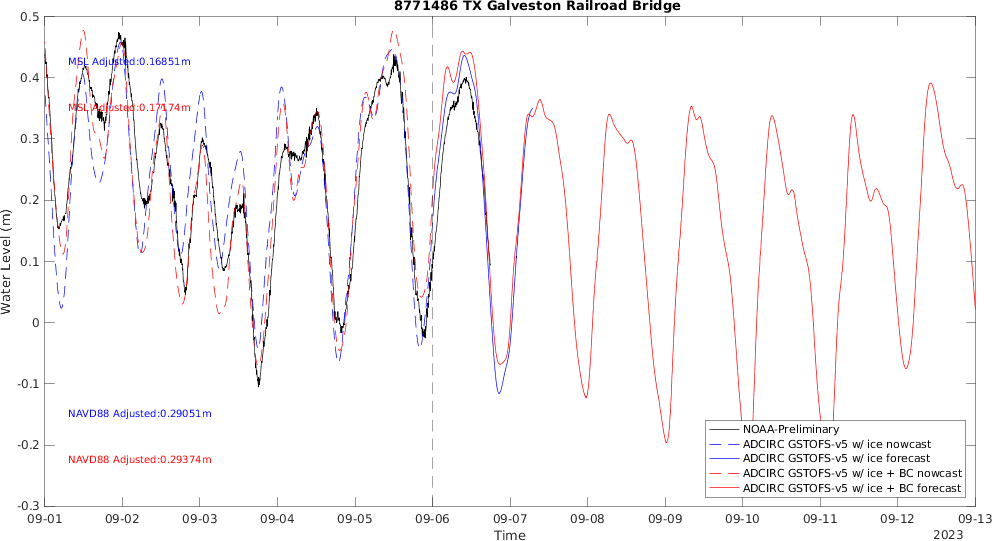 8771486 TX Galveston Railroad Bridge
0.5
MSL Adjusted:0.16851m
0.4
MSL Adjusted:0.17174m
0.3
0.2
Water Level (m)
0.1
0
-0.1
NAVD88 Adjusted:0.29051m
-0.2
NAVD88 Adjusted:0.29374m
-0.3
NOAA-Preliminary
ADCIRC GSTOFS-v5 w/ ice nowcast
ADCIRC GSTOFS-v5 w/ ice forecast
ADCIRC GSTOFS-v5 w/ ice + BC nowcast
ADCIRC GSTOFS-v5 w/ ice + BC forecast
09-01 09-02 09-03 09-04 09-05 09-06 09-07 09-08 09-09 09-10 09-11 09-12 09-13
Time
2023